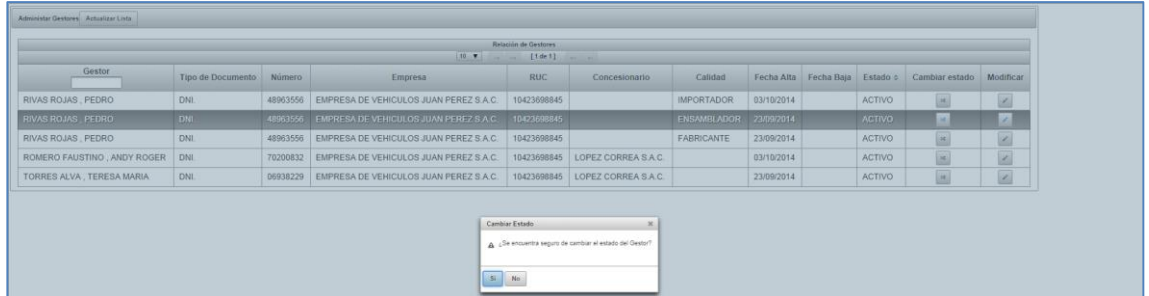 Administar Gestores Actualizar Lista
Relación de Gestores
10 [1 de 1]
Gestor Tipo de Documento Número Empresa RUC Concesionario Calidad Fecha Alta Fecha Baja Estado Cambiar estado Modificar
RIVAS ROJAS , PEDRO DNI. 48963556 EMPRESA DE VEHICULOS JUAN PEREZ S.A.C. 10423698845 IMPORTADOR 03/10/2014 ACTIVO
RIVAS ROJAS , PEDRO DNI. 48963556 EMPRESA DE VEHICULOS JUAN PEREZ S.A.C. 10423698845 ENSAMBLADOR 23/09/2014 ACTIVO
RIVAS ROJAS , PEDRO DNI. 48963556 EMPRESA DE VEHICULOS JUAN PEREZ S.A.C. 10423698845 FABRICANTE 23/09/2014 ACTIVO
ROMERO FAUSTINO , ANDY ROGER DNI. 70200832 EMPRESA DE VEHICULOS JUAN PEREZ S.A.C. 10423698845 LOPEZ CORREA S.A.C. 03/10/2014 ACTIVO
TORRES ALVA , TERESA MARIA DNI. 06938229 EMPRESA DE VEHICULOS JUAN PEREZ S.A.C. 10423698845 LOPEZ CORREA S.A.C. 23/09/2014 ACTIVO
Cambiar Estado
¿Se encuentra seguro de cambiar el estado del Gestor?
Si No